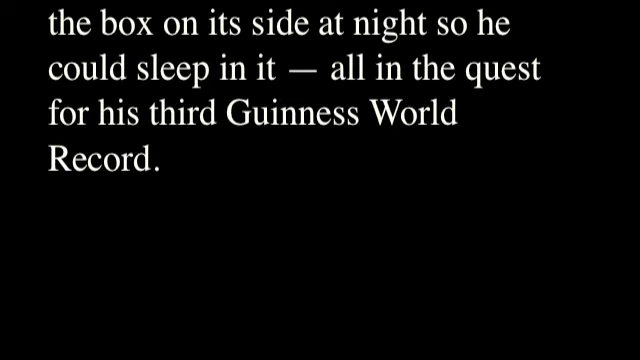 the box on its side at night so he
could sleep in it — all in the quest
for his third Guinness World
Record.